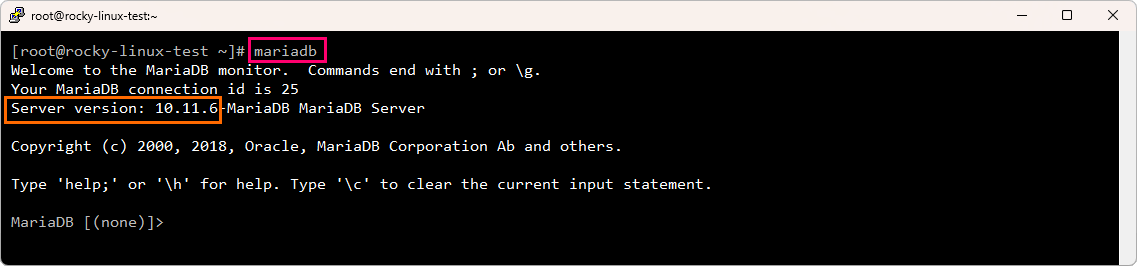 root@rocky-linux-test:~
[root@rocky-linux-test ~]# mariadb
Welcome to the MariaDB monitor.  Commands end with ; or \g.
Your MariaDB connection id is 25
Server version: 10.11.6-MariaDB MariaDB Server
Copyright (c) 2000, 2018, Oracle, MariaDB Corporation Ab and others.
Type 'help;' or '\h' for help. Type '\c' to clear the current input statement.
MariaDB [(none)]>